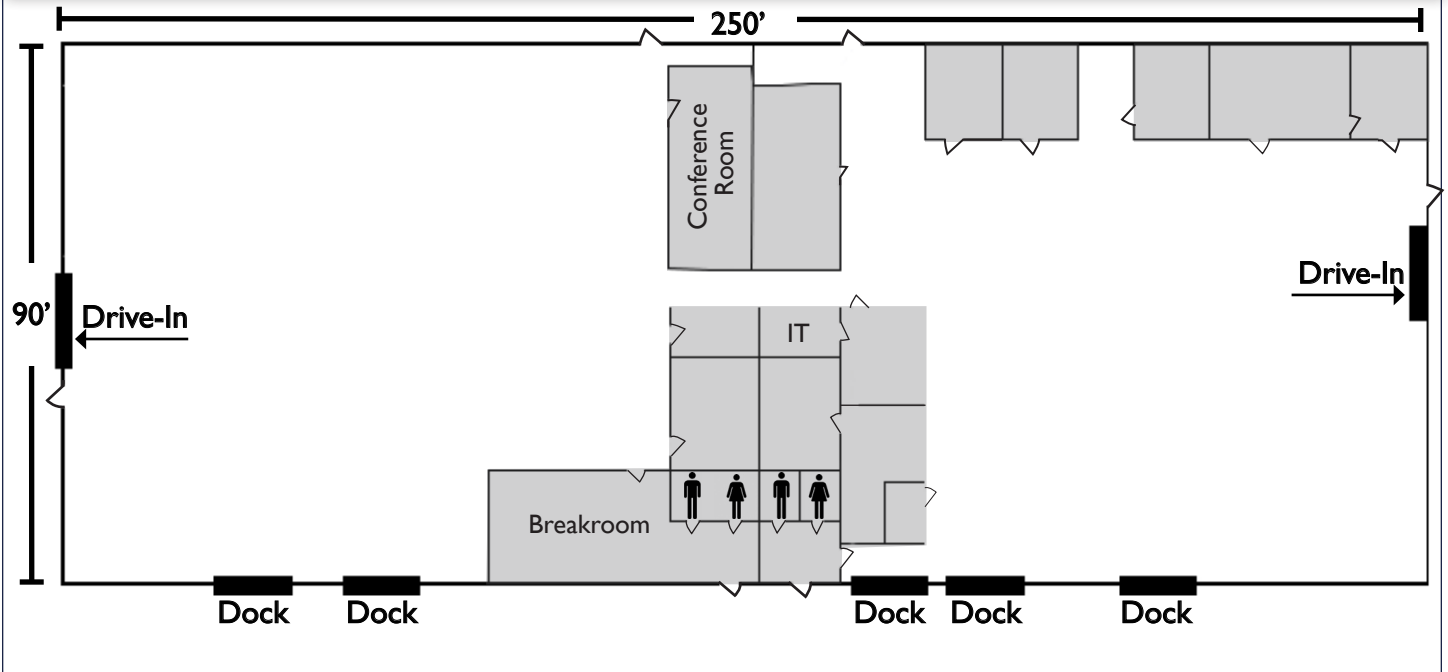 250’
Conference
Room
Drive-In
90’
Drive-In
IT
Breakroom
Dock
Dock
Dock
Dock
Dock